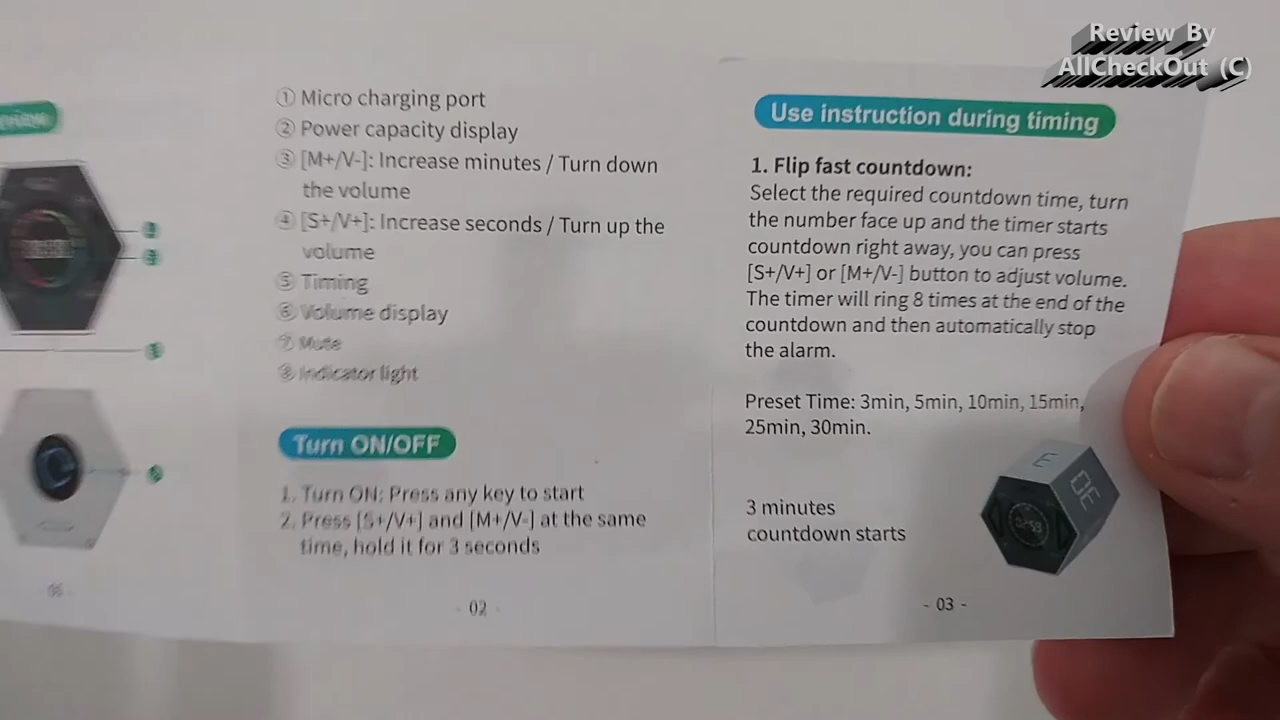 Review By
AllCheckOut (C)
① Micro charging port
② Power capacity display
③ [M+/V-]: Increase minutes / Turn down
the volume
④ [S+/V+]: Increase seconds / Turn up the
volume
⑤ Timing
⑥ Volume display
⑦ Mute
⑧ Indicator light
Turn ON/OFF
1. Turn ON: Press any key to start
2. Press [S+/V+] and [M+/V-] at the same
time, hold it for 3 seconds
- 02 -
Use instruction during timing
1. Flip fast countdown:
Select the required countdown time, turn
the number face up and the timer starts
countdown right away, you can press
[S+/V+] or [M+/V-] button to adjust volume.
The timer will ring 8 times at the end of the
countdown and then automatically stop
the alarm.
Preset Time: 3min, 5min, 10min, 15min,
25min, 30min.
3 minutes
countdown starts
- 03 -